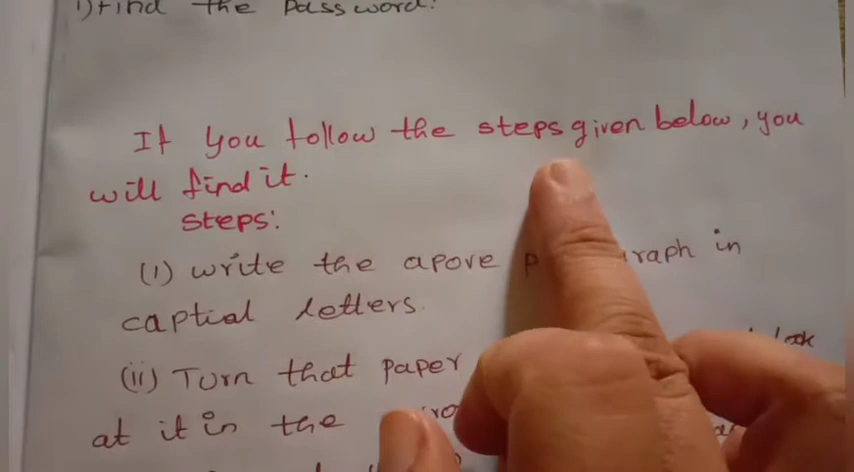 1) Find the password.
If you follow the steps given below, you
will find it.
Steps:
(i) write the apove p raph in
captial letters.
(ii) Turn that paper look
at it in the